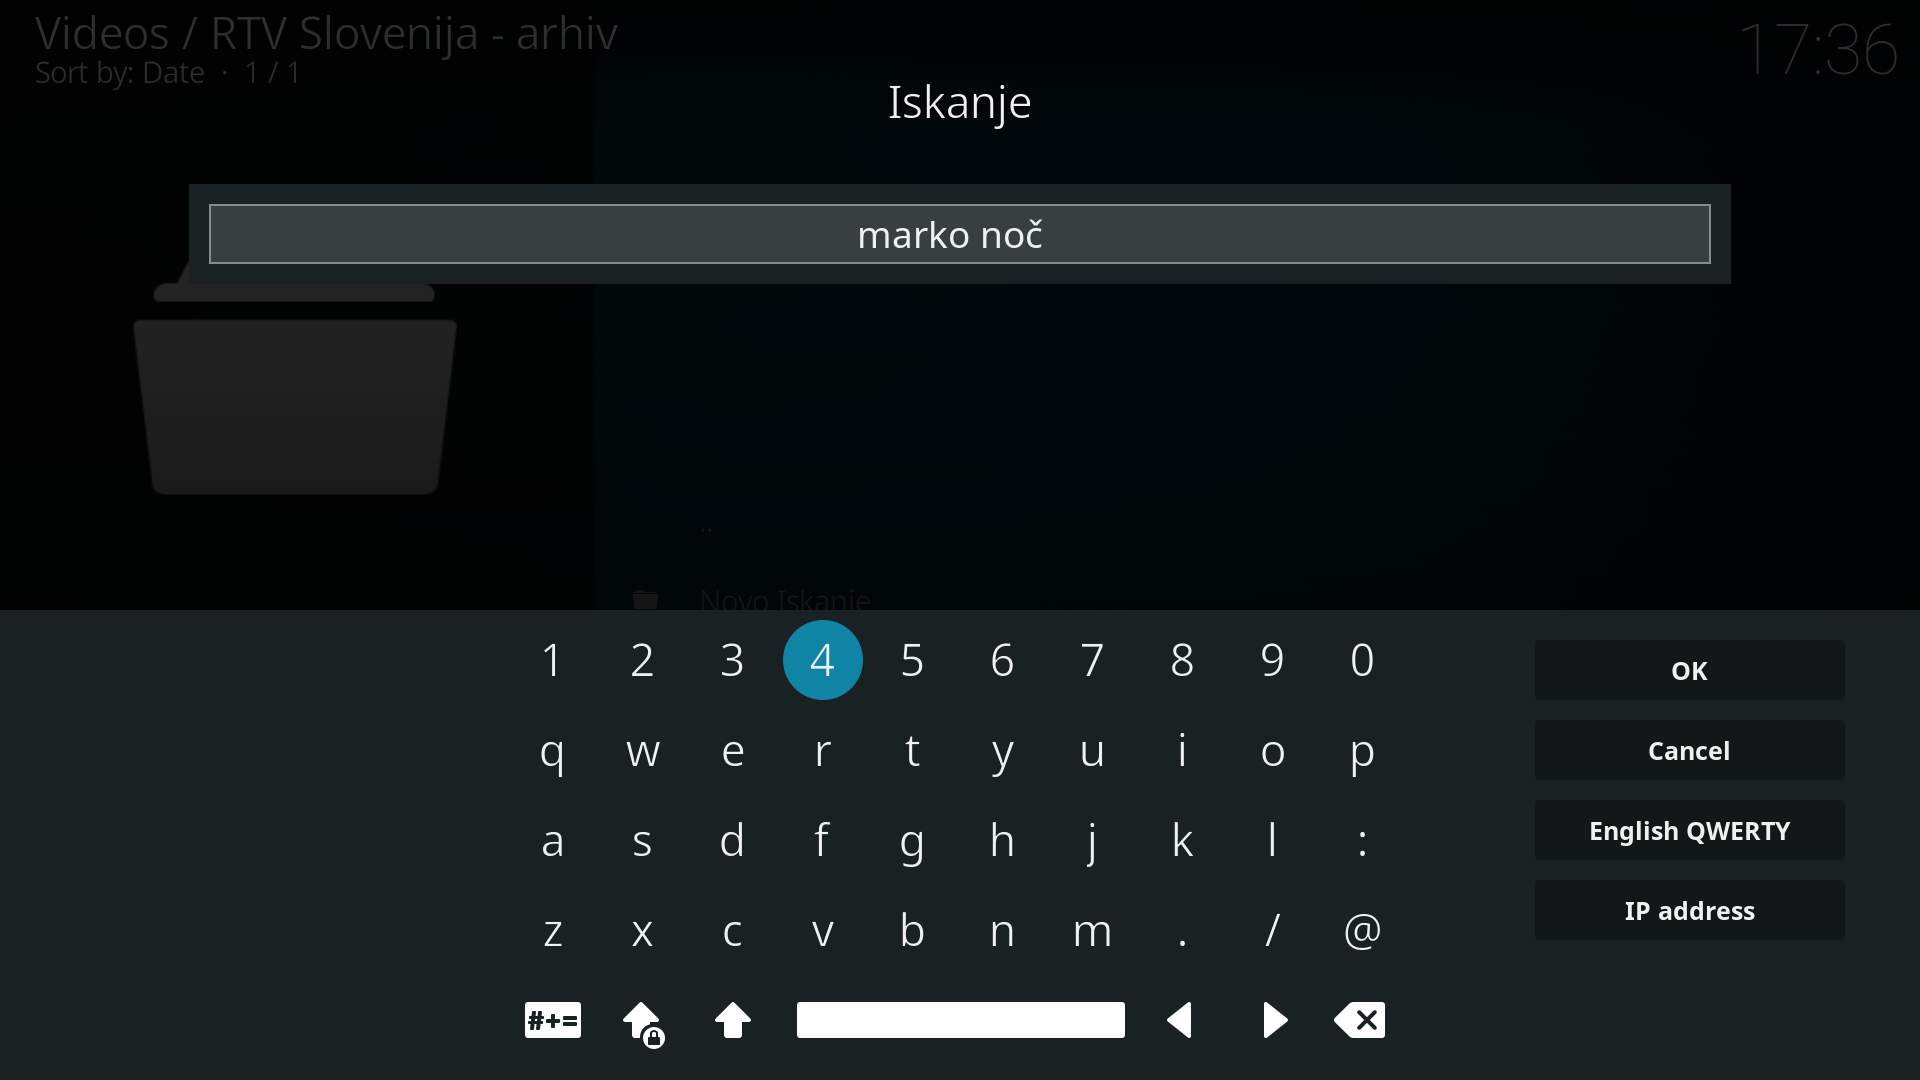 Videos / RTV Slovenija - arhiv
Sort by: Date · 1 / 1
17:36
Iskanje
marko noč
..
Novo Iskanje
1 2 3 4 5 6 7 8 9 0
q w e r t y u i o p
a s d f g h j k l :
z x c v b n m . / @
#+=
OK
Cancel
English QWERTY
IP address